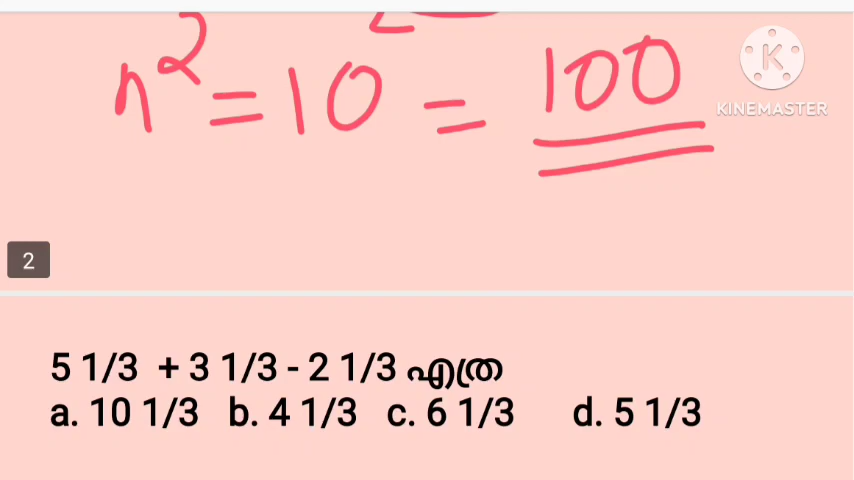 n² = 10 = 100
KINEMASTER
2
5 1/3 + 3 1/3 - 2 1/3 എത്ര
a. 10 1/3 b. 4 1/3 c. 6 1/3 d. 5 1/3